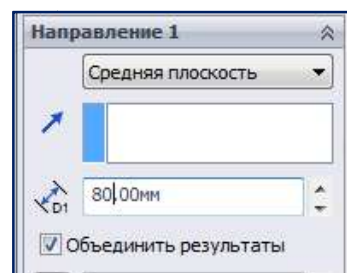 Направление 1
Средняя плоскость
D1
80,00мм
Объединить результаты